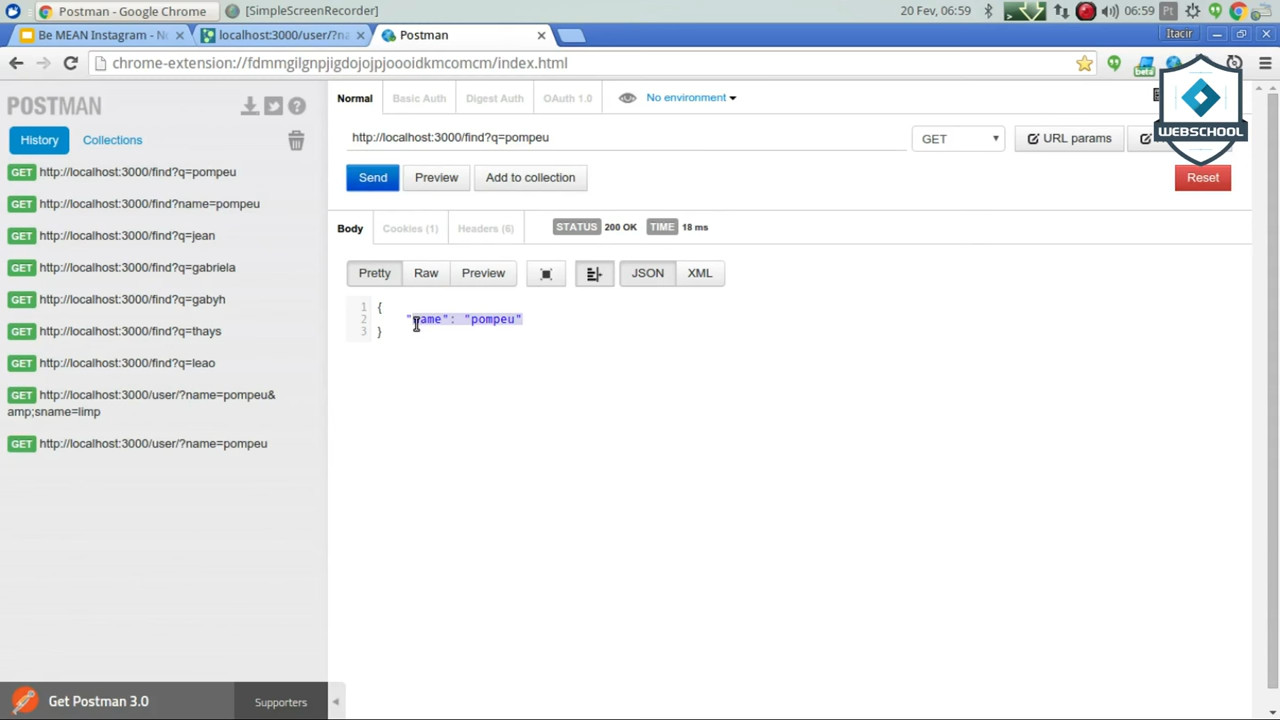 Postman - Google Chrome
[SimpleScreenRecorder]
20 Fev, 06:59
06:59
Pt
Be MEAN Instagram - No
localhost:3000/user/?na
Postman
Itacir
chrome-extension://fdmmgilgnpjigdojojpjoooidkmcomcm/index.html
beta
POSTMAN
Normal
Basic Auth
Digest Auth
OAuth 1.0
No environment
WEBSCHOOL
History
Collections
http://localhost:3000/find?q=pompeu
GET
URL params
Send
Preview
Add to collection
Reset
GET http://localhost:3000/find?q=pompeu
GET http://localhost:3000/find?name=pompeu
GET http://localhost:3000/find?q=jean
GET http://localhost:3000/find?q=gabriela
GET http://localhost:3000/find?q=gabyh
GET http://localhost:3000/find?q=thays
GET http://localhost:3000/find?q=leao
GET http://localhost:3000/user/?name=pompeu&
amp;sname=limp
GET http://localhost:3000/user/?name=pompeu
Body
Cookies (1)
Headers (6)
STATUS 200 OK
TIME 18 ms
Pretty
Raw
Preview
JSON
XML
1 {
2 "name": "pompeu"
3 }
Get Postman 3.0
Supporters